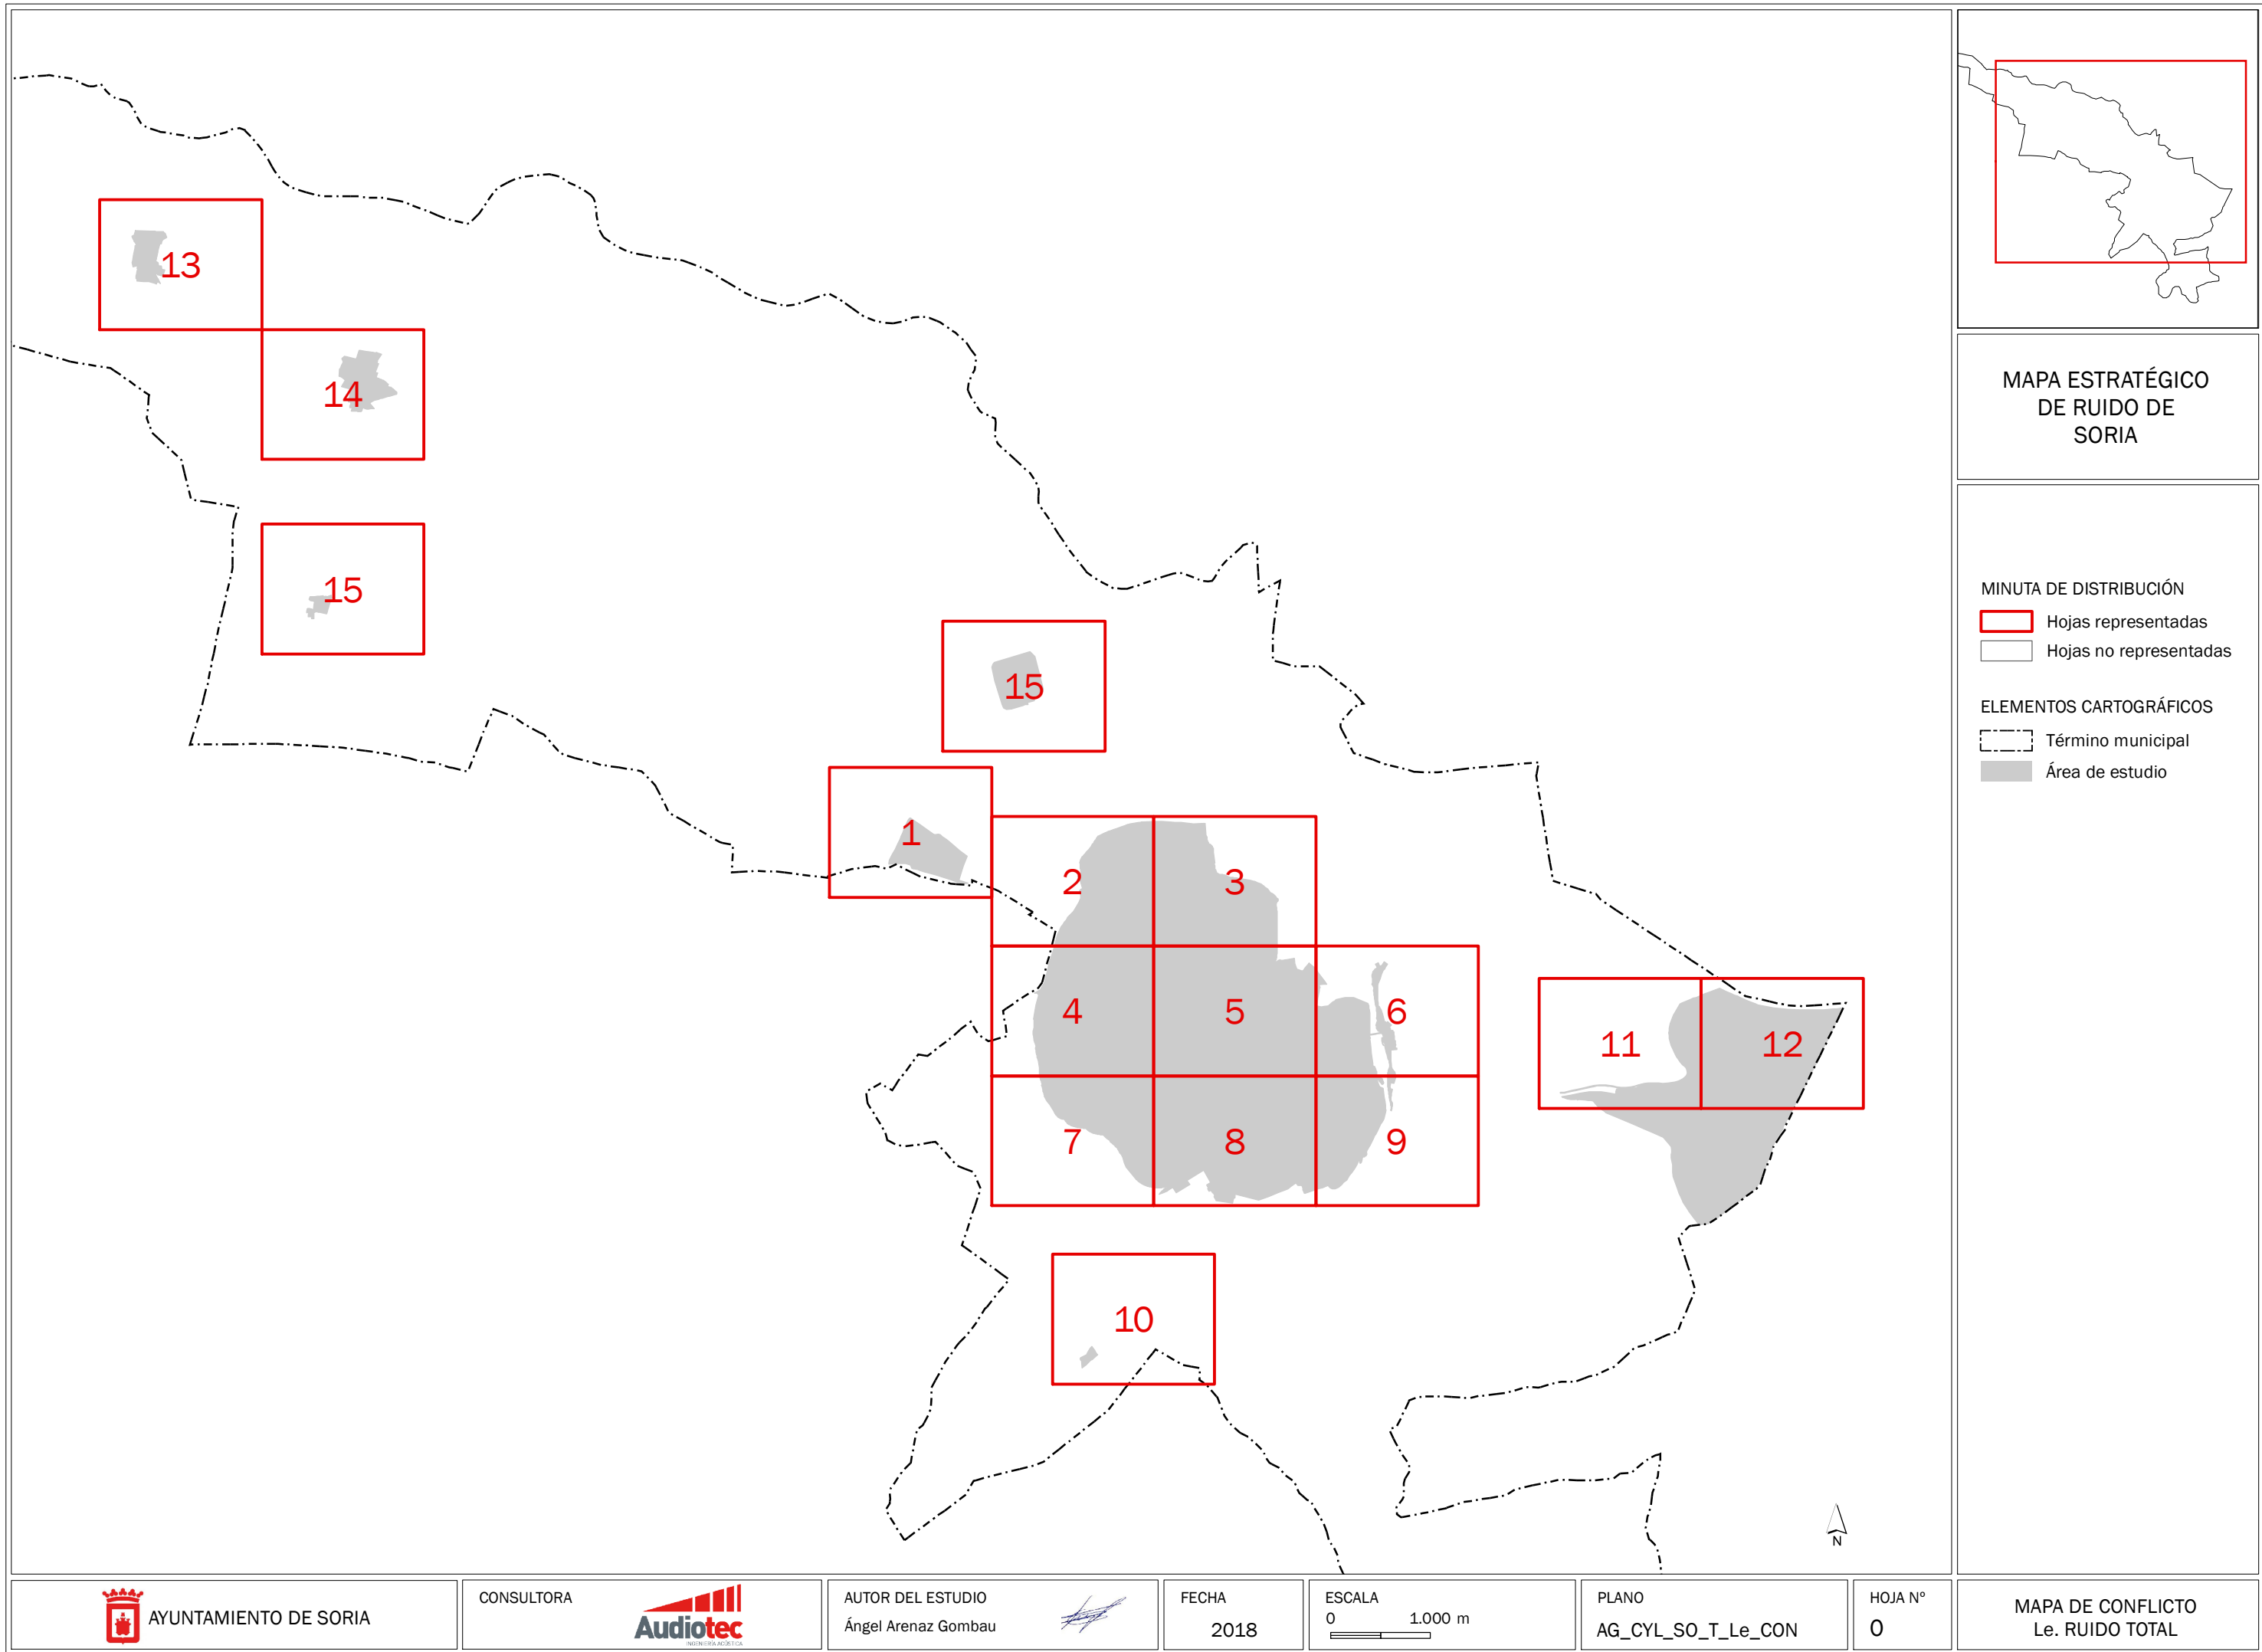 13
14
15
15
1
2
3
4
5
6
11
12
7
8
9
10
N
MAPA ESTRATÉGICO
DE RUIDO DE
SORIA
MINUTA DE DISTRIBUCIÓN
Hojas representadas
Hojas no representadas
ELEMENTOS CARTOGRÁFICOS
Término municipal
Área de estudio
AYUNTAMIENTO DE SORIA
CONSULTORA
Audiotec
INGENIERÍA ACÚSTICA
AUTOR DEL ESTUDIO
Ángel Arenaz Gombau
FECHA
2018
ESCALA
0 1.000 m
PLANO
AG_CYL_SO_T_Le_CON
HOJA Nº
0
MAPA DE CONFLICTO
Le. RUIDO TOTAL